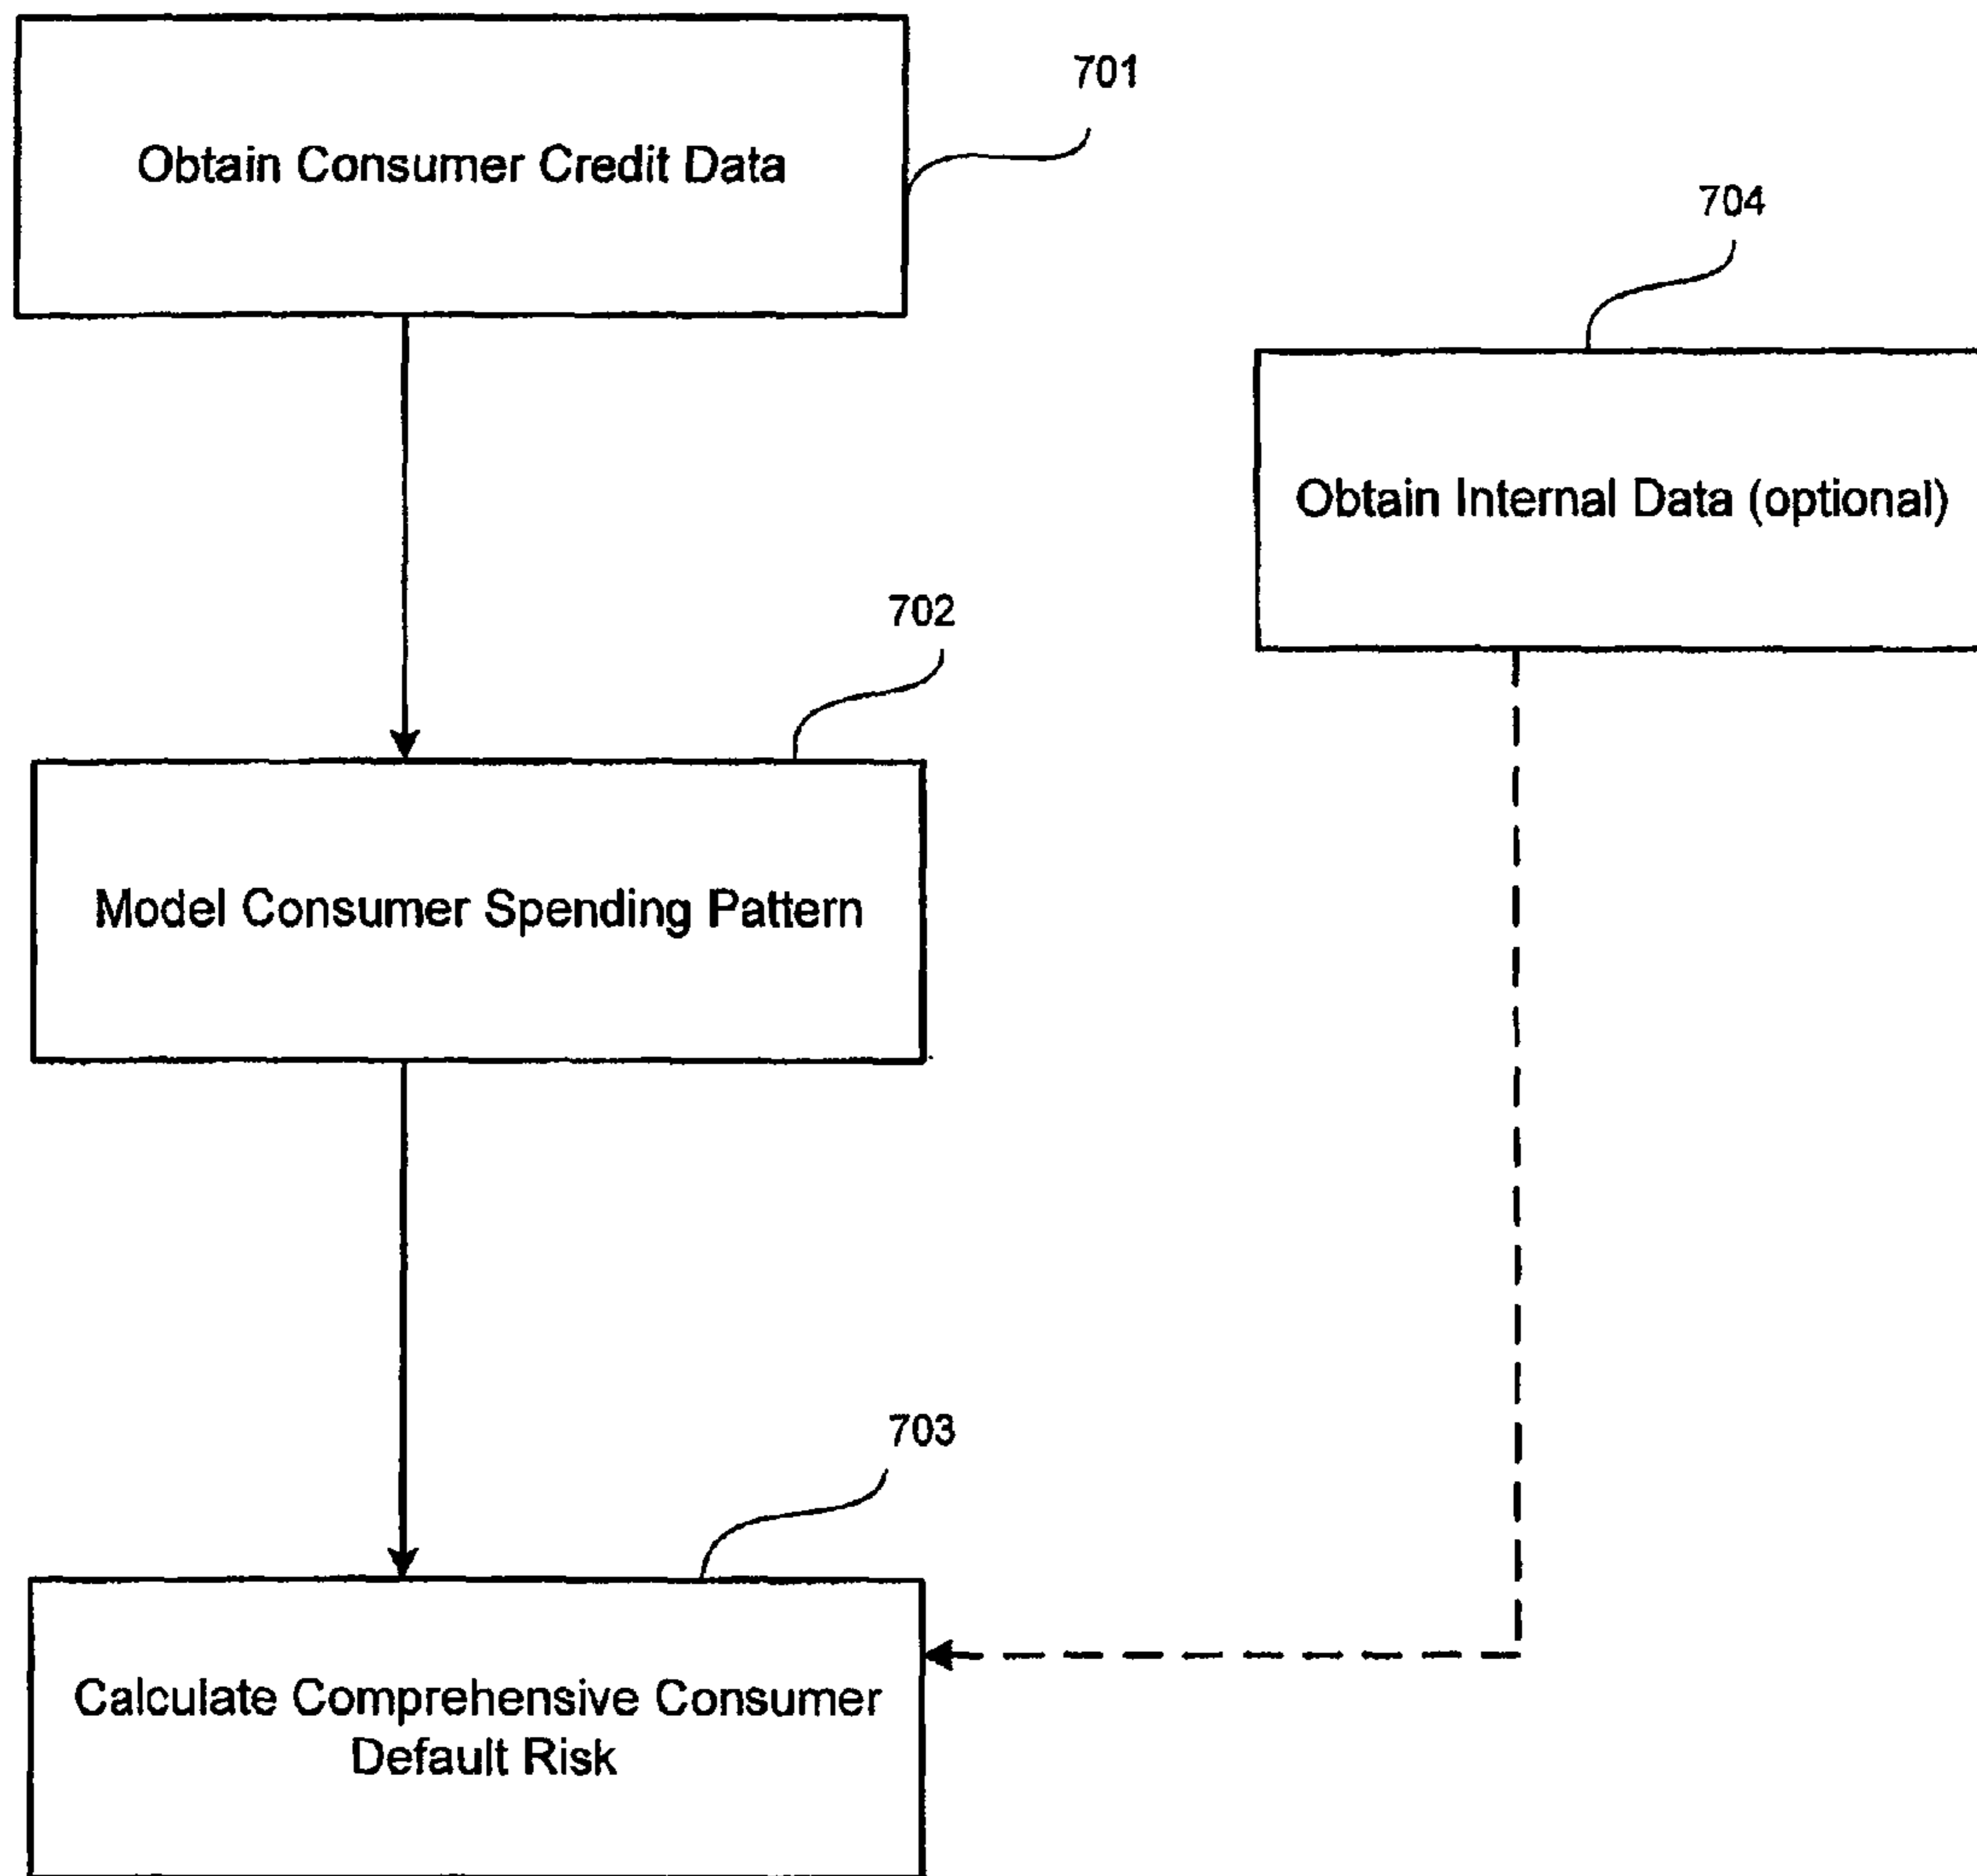 701
Obtain Consumer Credit Data
704
Obtain Internal Data (optional)
702
Model Consumer Spending Pattern
703
Calculate Comprehensive Consumer
Default Risk